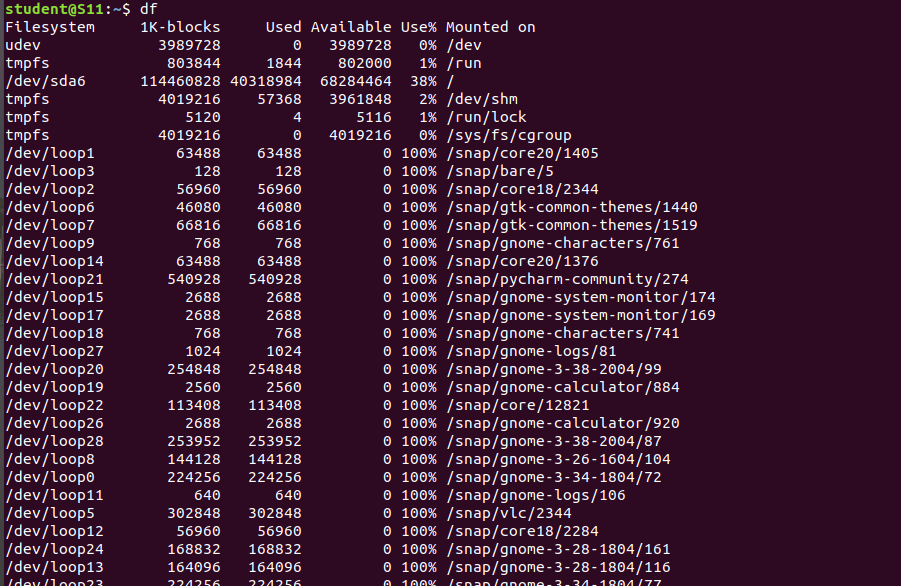 student@S11:~$ df
Filesystem     1K-blocks     Used Available Use% Mounted on
udev             3989728        0   3989728   0% /dev
tmpfs             803844     1844    802000   1% /run
/dev/sda6      114460828 40318984  68284464  38% /
tmpfs            4019216    57368   3961848   2% /dev/shm
tmpfs               5120        4      5116   1% /run/lock
tmpfs            4019216        0   4019216   0% /sys/fs/cgroup
/dev/loop1         63488    63488         0 100% /snap/core20/1405
/dev/loop3           128      128         0 100% /snap/bare/5
/dev/loop2         56960    56960         0 100% /snap/core18/2344
/dev/loop6         46080    46080         0 100% /snap/gtk-common-themes/1440
/dev/loop7         66816    66816         0 100% /snap/gtk-common-themes/1519
/dev/loop9           768      768         0 100% /snap/gnome-characters/761
/dev/loop14        63488    63488         0 100% /snap/core20/1376
/dev/loop21       540928   540928         0 100% /snap/pycharm-community/274
/dev/loop15         2688     2688         0 100% /snap/gnome-system-monitor/174
/dev/loop17         2688     2688         0 100% /snap/gnome-system-monitor/169
/dev/loop18          768      768         0 100% /snap/gnome-characters/741
/dev/loop27         1024     1024         0 100% /snap/gnome-logs/81
/dev/loop20       254848   254848         0 100% /snap/gnome-3-38-2004/99
/dev/loop19         2560     2560         0 100% /snap/gnome-calculator/884
/dev/loop22       113408   113408         0 100% /snap/core/12821
/dev/loop26         2688     2688         0 100% /snap/gnome-calculator/920
/dev/loop28       253952   253952         0 100% /snap/gnome-3-38-2004/87
/dev/loop8        144128   144128         0 100% /snap/gnome-3-26-1604/104
/dev/loop0        224256   224256         0 100% /snap/gnome-3-34-1804/72
/dev/loop11          640      640         0 100% /snap/gnome-logs/106
/dev/loop5        302848   302848         0 100% /snap/vlc/2344
/dev/loop12        56960    56960         0 100% /snap/core18/2284
/dev/loop24       168832   168832         0 100% /snap/gnome-3-28-1804/161
/dev/loop13       164096   164096         0 100% /snap/gnome-3-28-1804/116
/dev/loop23       224256   224256         0 100% /snap/gnome-3-34-1804/77